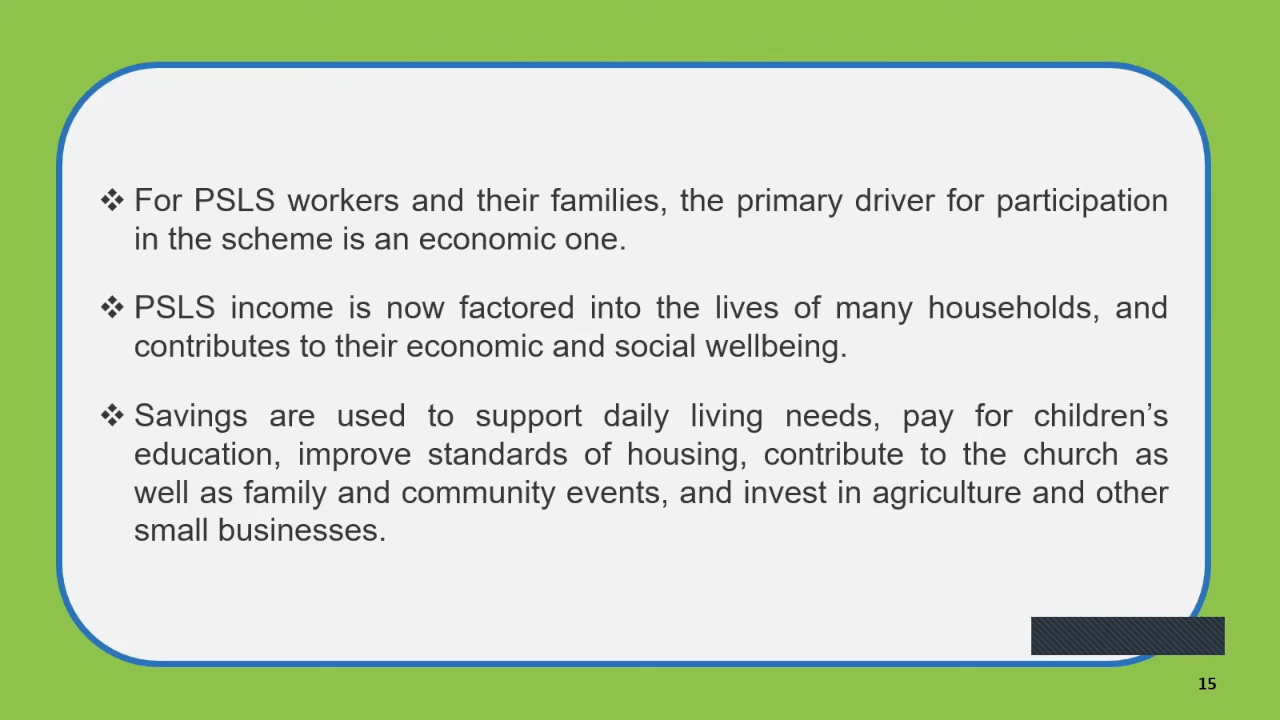 ❖ For PSLS workers and their families, the primary driver for participation
in the scheme is an economic one.
❖ PSLS income is now factored into the lives of many households, and
contributes to their economic and social wellbeing.
❖ Savings are used to support daily living needs, pay for children’s
education, improve standards of housing, contribute to the church as
well as family and community events, and invest in agriculture and other
small businesses.
15